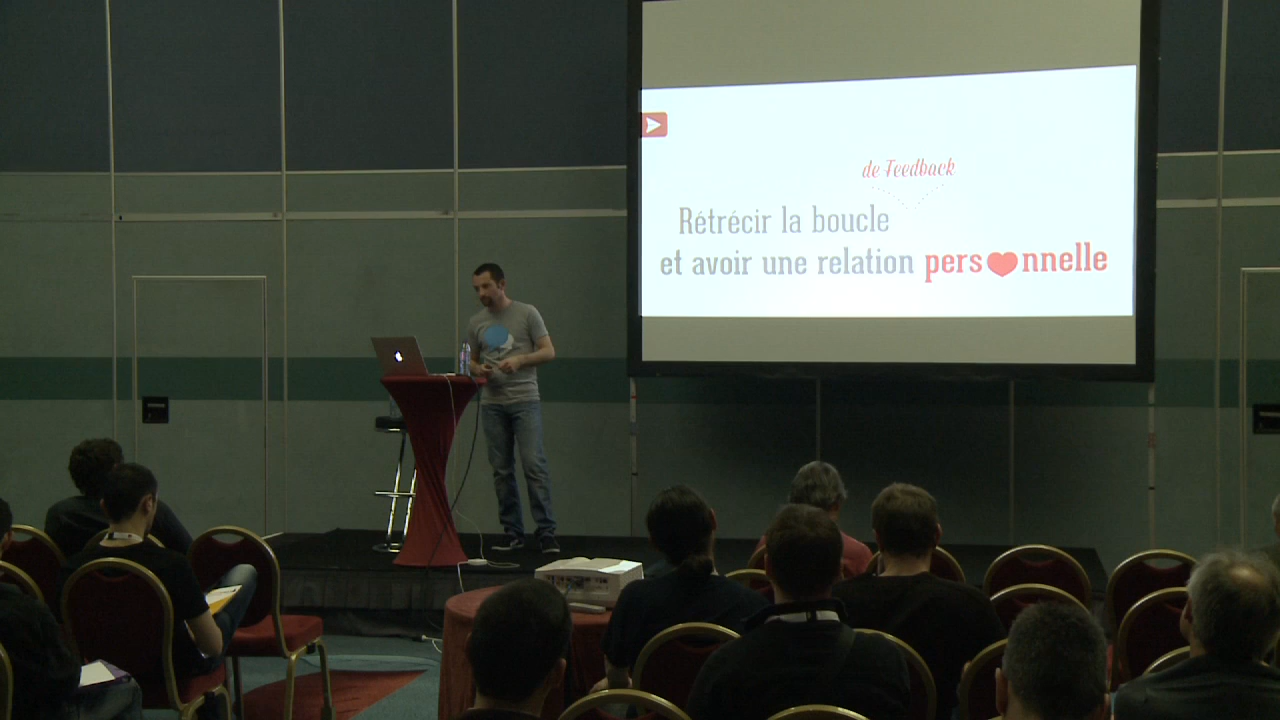 de Feedback
Rétrécir la boucle
et avoir une relation pers♥nnelle